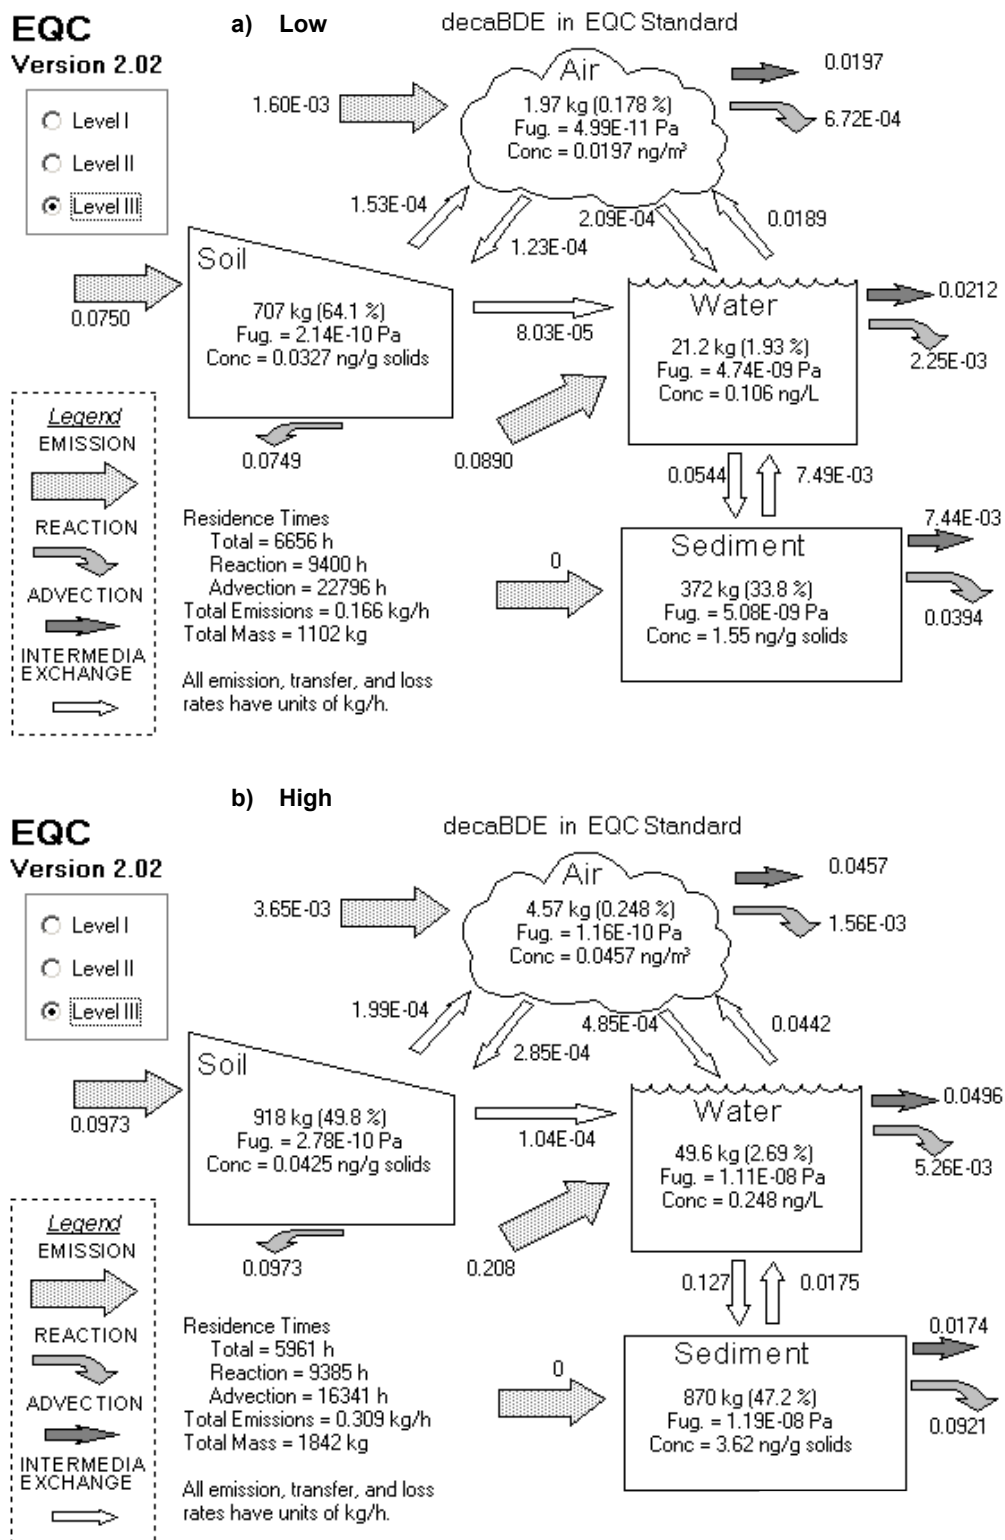 a) Low
decaBDE in EQC Standard
EQC
Version 2.02
Level I
Level II
Level III
1.60E-03
Air
1.97 kg (0.178 %)
Fug. = 4.99E-11 Pa
Conc = 0.0197 ng/m³
0.0197
6.72E-04
1.53E-04
1.23E-04
2.09E-04
0.0189
0.0750
Soil
707 kg (64.1 %)
Fug. = 2.14E-10 Pa
Conc = 0.0327 ng/g solids
8.03E-05
Water
21.2 kg (1.93 %)
Fug. = 4.74E-09 Pa
Conc = 0.106 ng/L
0.0212
2.25E-03
0.0749
0.0890
0.0544
7.49E-03
Legend
EMISSION
REACTION
ADVECTION
INTERMEDIA
EXCHANGE
Residence Times
Total = 6656 h
Reaction = 9400 h
Advection = 22796 h
Total Emissions = 0.166 kg/h
Total Mass = 1102 kg
All emission, transfer, and loss
rates have units of kg/h.
0
Sediment
372 kg (33.8 %)
Fug. = 5.08E-09 Pa
Conc = 1.55 ng/g solids
7.44E-03
0.0394
b) High
decaBDE in EQC Standard
EQC
Version 2.02
Level I
Level II
Level III
3.65E-03
Air
4.57 kg (0.248 %)
Fug. = 1.16E-10 Pa
Conc = 0.0457 ng/m³
0.0457
1.56E-03
1.99E-04
2.85E-04
4.85E-04
0.0442
0.0973
Soil
918 kg (49.8 %)
Fug. = 2.78E-10 Pa
Conc = 0.0425 ng/g solids
1.04E-04
Water
49.6 kg (2.69 %)
Fug. = 1.11E-08 Pa
Conc = 0.248 ng/L
0.0496
5.26E-03
0.0973
0.208
0.127
0.0175
Legend
EMISSION
REACTION
ADVECTION
INTERMEDIA
EXCHANGE
Residence Times
Total = 5961 h
Reaction = 9385 h
Advection = 16341 h
Total Emissions = 0.309 kg/h
Total Mass = 1842 kg
All emission, transfer, and loss
rates have units of kg/h.
0
Sediment
870 kg (47.2 %)
Fug. = 1.19E-08 Pa
Conc = 3.62 ng/g solids
0.0174
0.0921